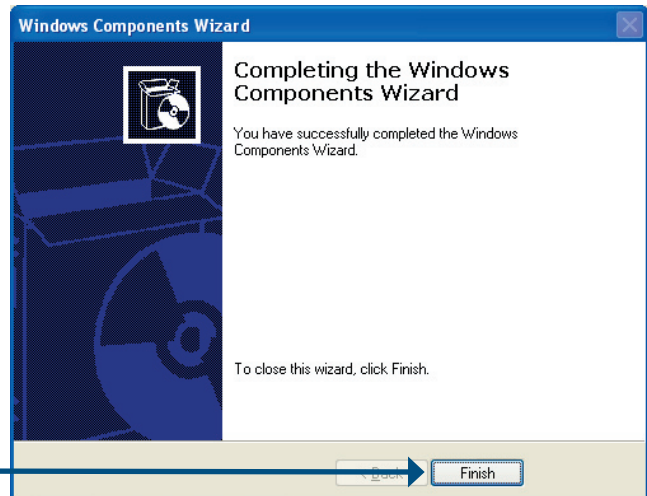 Windows Components Wizard
Completing the Windows
Components Wizard
You have successfully completed the Windows
Components Wizard.
To close this wizard, click Finish.
< Back
Finish